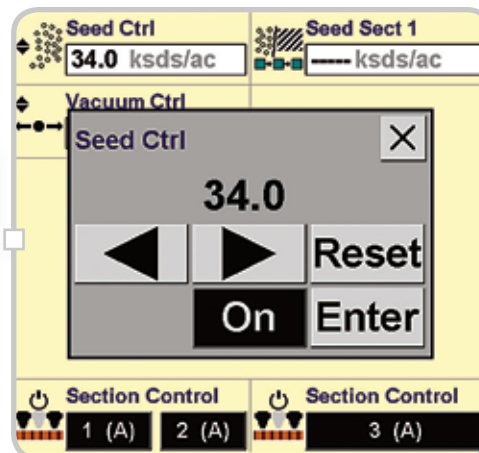 Seed Ctrl
34.0 ksds/ac
Seed Sect 1
----- ksds/ac
Vacuum Ctrl
Seed Ctrl
34.0
Reset
On
Enter
Section Control
1 (A)
2 (A)
Section Control
3 (A)